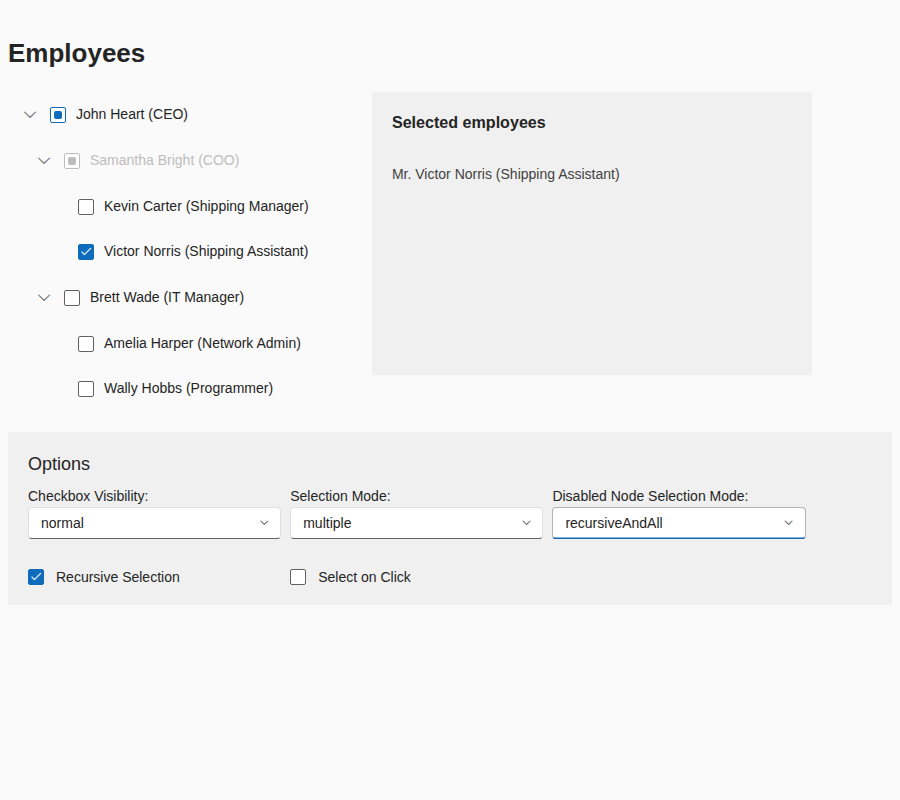 Employees
John Heart (CEO)
Samantha Bright (COO)
Kevin Carter (Shipping Manager)
Victor Norris (Shipping Assistant)
Brett Wade (IT Manager)
Amelia Harper (Network Admin)
Wally Hobbs (Programmer)
Selected employees
Mr. Victor Norris (Shipping Assistant)
Options
Checkbox Visibility:
normal
Selection Mode:
multiple
Disabled Node Selection Mode:
recursiveAndAll
Recursive Selection
Select on Click